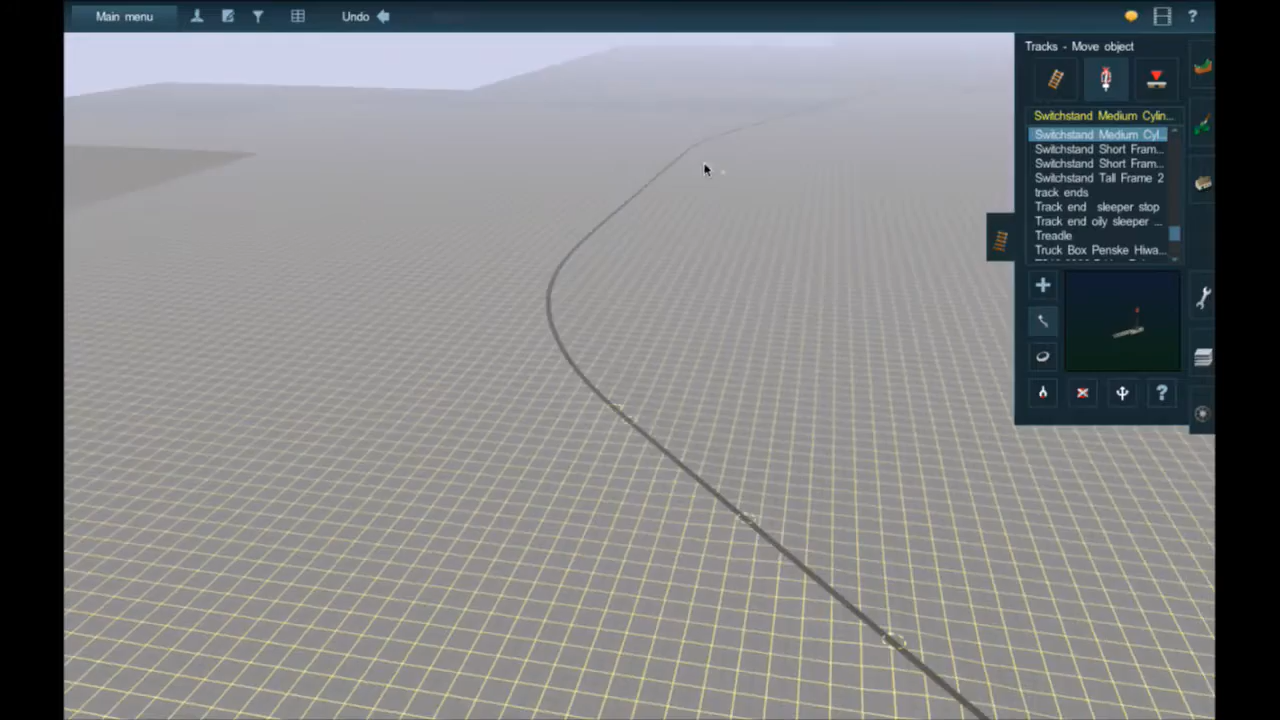 Main menu
Undo
?
Tracks - Move object
Switchstand Medium Cylin...
Switchstand Medium Cyl...
Switchstand Short Fram...
Switchstand Short Fram...
Switchstand Tall Frame 2
track ends
Track end sleeper stop
Track end oily sleeper ...
Treadle
Truck Box Penske Hiwa...
?